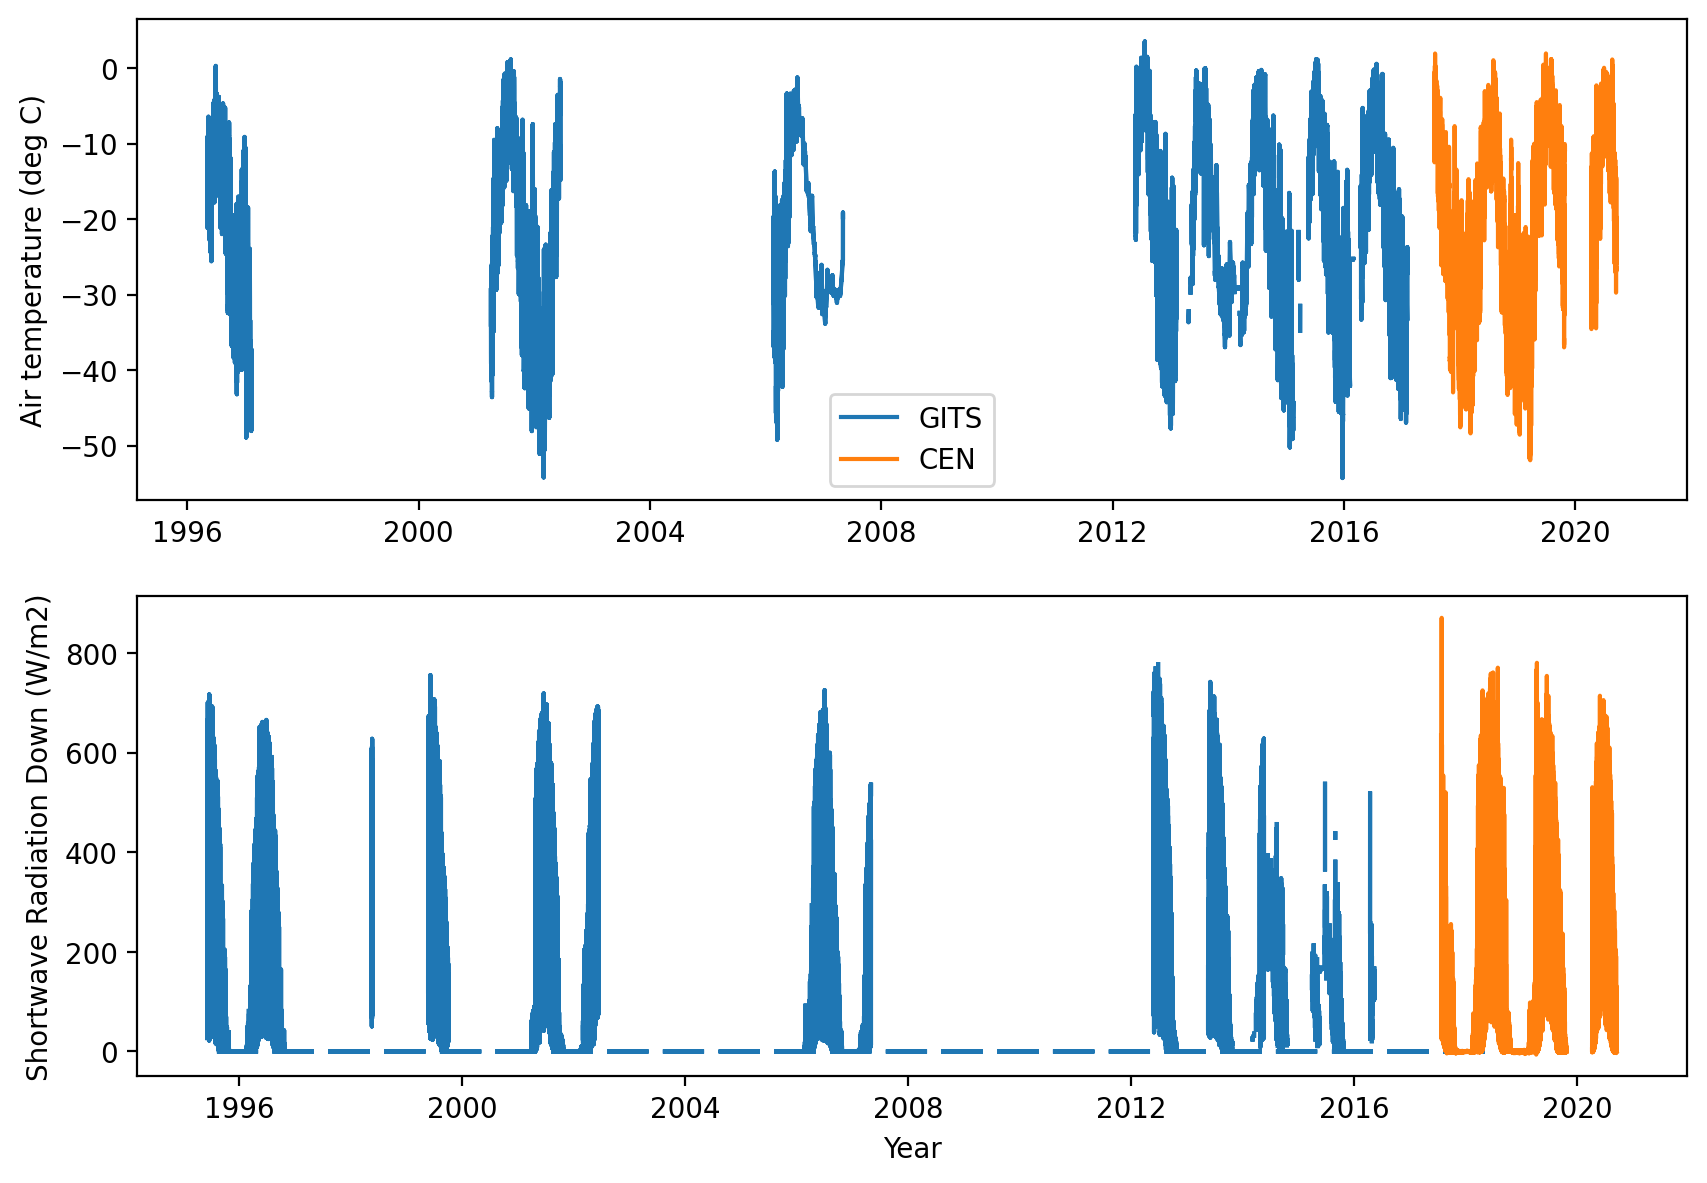 Air temperature (deg C)
0
−10
−20
−30
−40
−50
GITS
CEN
1996 2000 2004 2008 2012 2016 2020
Shortwave Radiation Down (W/m2)
800
600
400
200
0
1996 2000 2004 2008 2012 2016 2020
Year